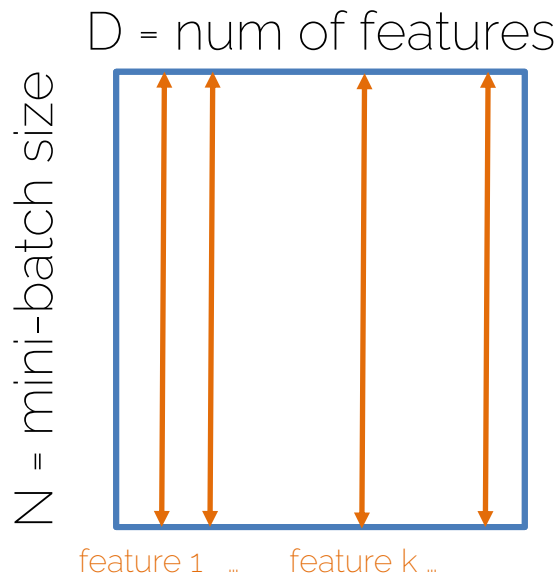 D = num of features
N = mini-batch size
feature 1 ... feature k ...